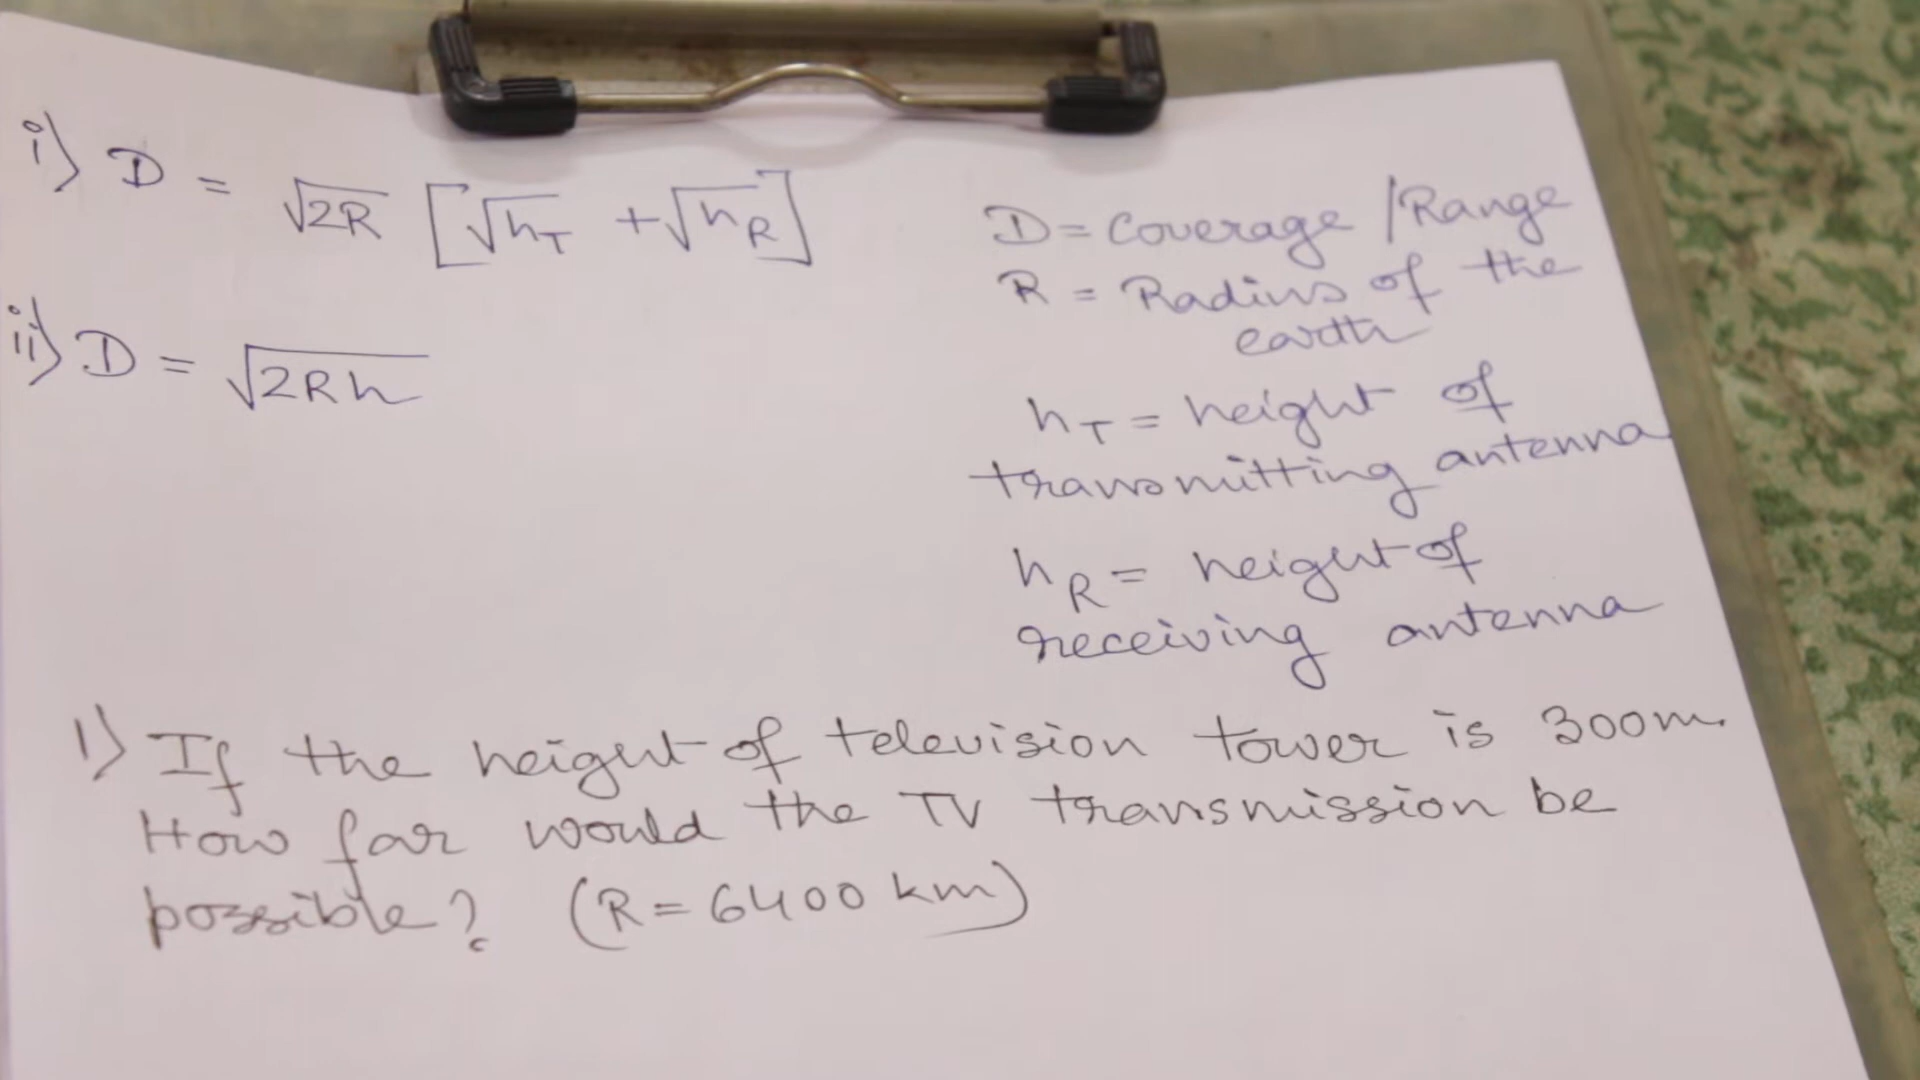 i) D = √2R [√hT + √hR]
D = Coverage / Range
R = Radius of the
earth
ii) D = √2Rh
hT = height of
transmitting antenna
hR = height of
receiving antenna
1) If the height of television tower is 300m.
How far would the TV transmission be
possible? (R = 6400 km)